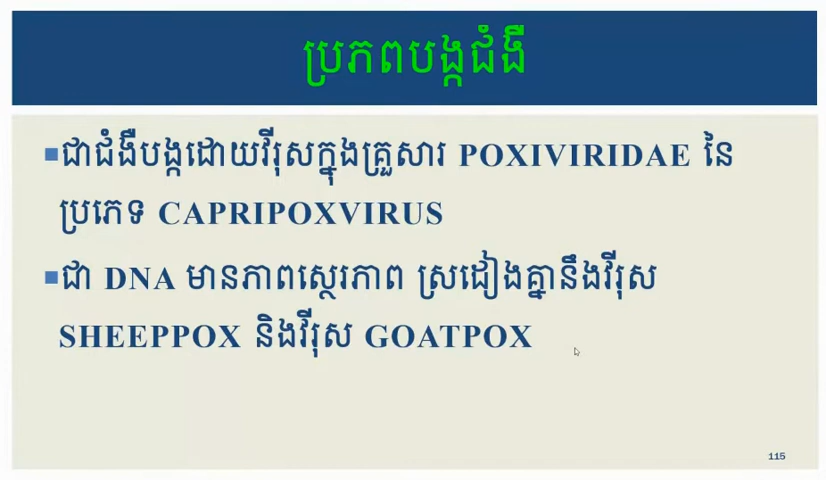 ប្រភពបង្កជំងឺ
ជាជំងឺបង្កដោយវីរុសក្នុងគ្រួសារ POXIVIRIDAE នៃ
ប្រភេទ CAPRIPOXVIRUS
ជា DNA មានភាពស្ថេរភាព ស្រដៀងគ្នានឹងវីរុស
SHEEPPOX និងវីរុស GOATPOX
115